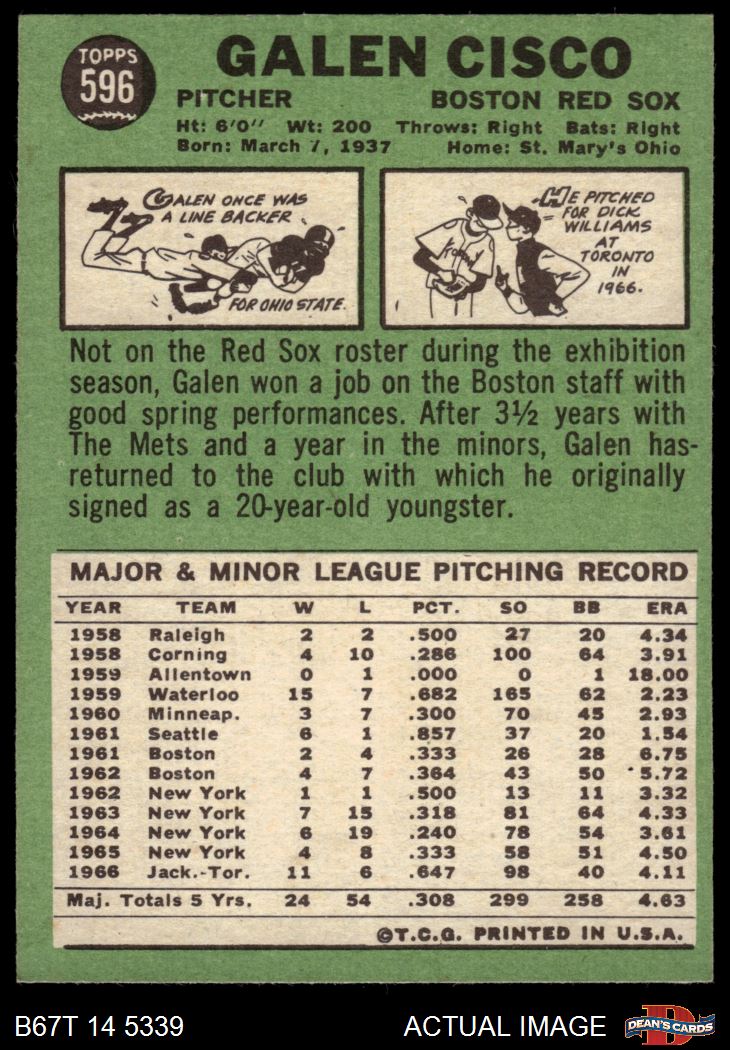 TOPPS
596
GALEN CISCO
PITCHER BOSTON RED SOX
Ht: 6'0" Wt: 200 Throws: Right Bats: Right
Born: March 7, 1937 Home: St. Mary's Ohio
GALEN ONCE WAS
A LINE BACKER
FOR OHIO STATE.
HE PITCHED
FOR DICK
WILLIAMS
AT
TORONTO
IN
1966.
Not on the Red Sox roster during the exhibition
season, Galen won a job on the Boston staff with
good spring performances. After 3½ years with
The Mets and a year in the minors, Galen has-
returned to the club with which he originally
signed as a 20-year-old youngster.
MAJOR & MINOR LEAGUE PITCHING RECORD
YEAR TEAM W L PCT. SO BB ERA
1958 Raleigh 2 2 .500 27 20 4.34
1958 Corning 4 10 .286 100 64 3.91
1959 Allentown 0 1 .000 0 1 18.00
1959 Waterloo 15 7 .682 165 62 2.23
1960 Minneap. 3 7 .300 70 45 2.93
1961 Seattle 6 1 .857 37 20 1.54
1961 Boston 2 4 .333 26 28 6.75
1962 Boston 4 7 .364 43 50 5.72
1962 New York 1 1 .500 13 11 3.32
1963 New York 7 15 .318 81 64 4.33
1964 New York 6 19 .240 78 54 3.61
1965 New York 4 8 .333 58 51 4.50
1966 Jack.-Tor. 11 6 .647 98 40 4.11
Maj. Totals 5 Yrs. 24 54 .308 299 258 4.63
©T.C.G. PRINTED IN U.S.A.
B67T 14 5339 ACTUAL IMAGE
D
DEAN'S CARDS